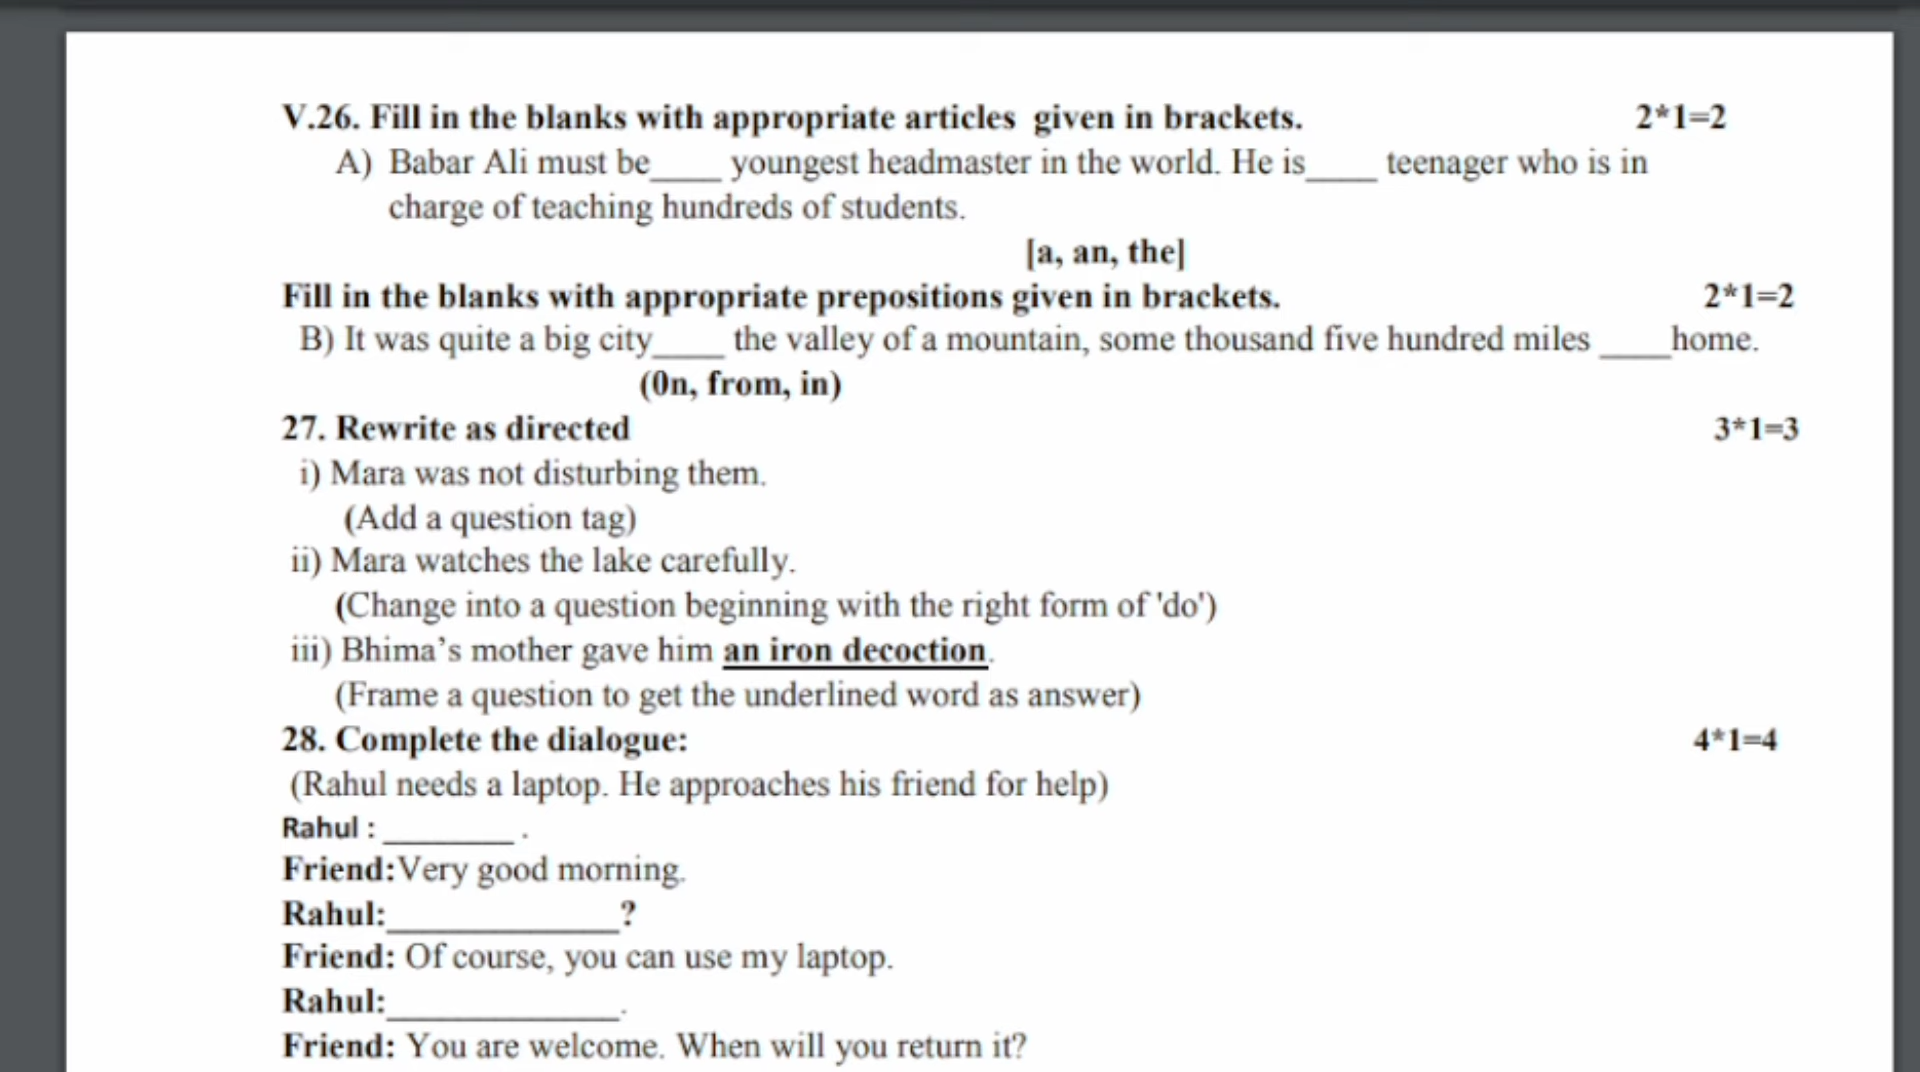 V.26. Fill in the blanks with appropriate articles given in brackets. 2*1=2
A) Babar Ali must be____ youngest headmaster in the world. He is____ teenager who is in
charge of teaching hundreds of students.
[a, an, the]
Fill in the blanks with appropriate prepositions given in brackets. 2*1=2
B) It was quite a big city____ the valley of a mountain, some thousand five hundred miles ____home.
(0n, from, in)
27. Rewrite as directed 3*1=3
i) Mara was not disturbing them.
(Add a question tag)
ii) Mara watches the lake carefully.
(Change into a question beginning with the right form of 'do')
iii) Bhima’s mother gave him an iron decoction.
(Frame a question to get the underlined word as answer)
28. Complete the dialogue: 4*1=4
(Rahul needs a laptop. He approaches his friend for help)
Rahul : ________ .
Friend:Very good morning.
Rahul:_____________?
Friend: Of course, you can use my laptop.
Rahul:_____________.
Friend: You are welcome. When will you return it?